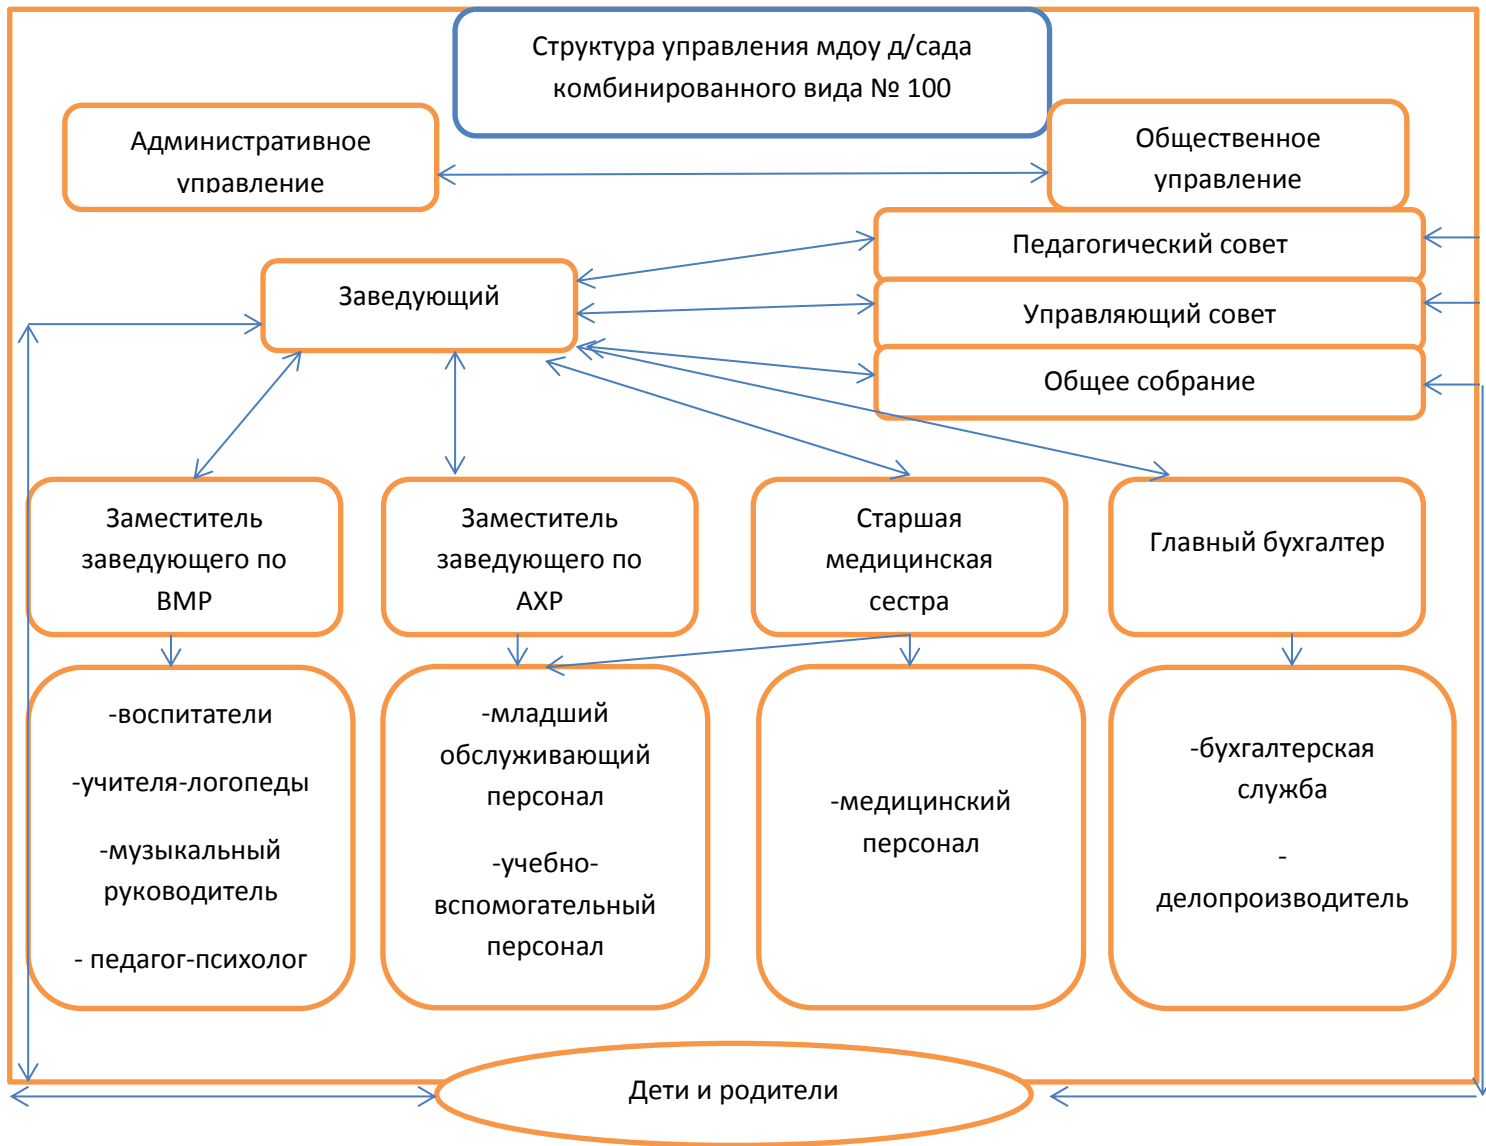 Структура управления мдоу д/сада
комбинированного вида № 100
Административное
управление
Общественное
управление
Педагогический совет
Заведующий
Управляющий совет
Общее собрание
Заместитель
заведующего по
ВМР
Заместитель
заведующего по
АХР
Старшая
медицинская
сестра
Главный бухгалтер
-воспитатели
-учителя-логопеды
-музыкальный
руководитель
- педагог-психолог
-младший
обслуживающий
персонал
-учебно-
вспомогательный
персонал
-медицинский
персонал
-бухгалтерская
служба
-
делопроизводитель
Дети и родители